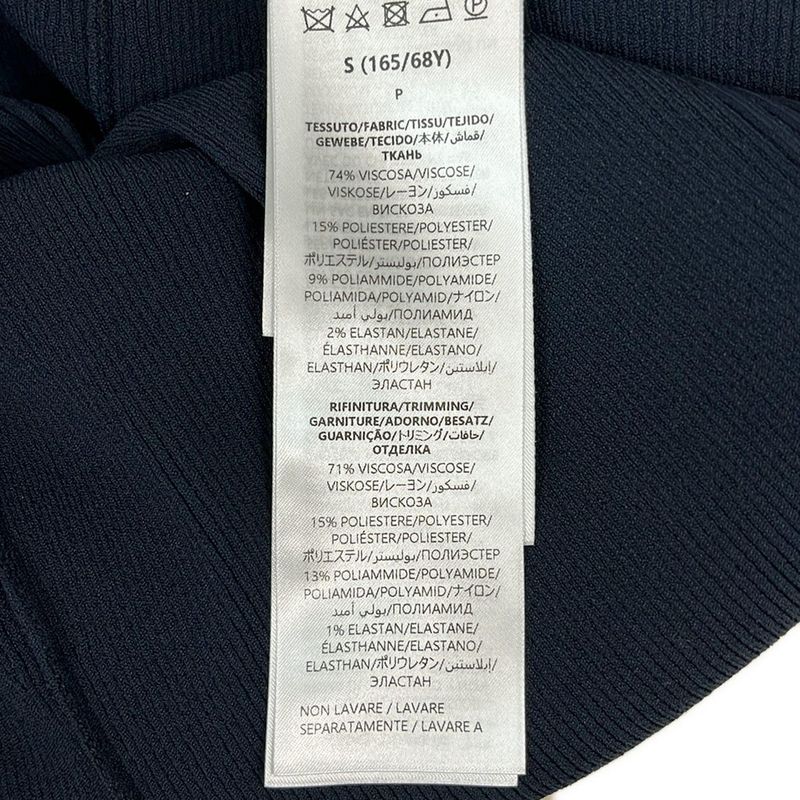 P
S (165/68Y)
P
TESSUTO/FABRIC/TISSU/TEJIDO/
GEWEBE/TECIDO/本体/قماش/
ТКАНЬ
74% VISCOSA/VISCOSE/
VISKOSE/レーヨン/فسكوز/
ВИСКОЗА
15% POLIESTERE/POLYESTER/
POLIÉSTER/POLIESTER/
ポリエステル/بوليستر/ПОЛИЭСТЕР
9% POLIAMMIDE/POLYAMIDE/
POLIAMIDA/POLYAMID/ナイロン/
بولي أميد/ПОЛИАМИД
2% ELASTAN/ELASTANE/
ÉLASTHANNE/ELASTANO/
ELASTHAN/ポリウレタン/إيلاستين/
ЭЛАСТАН
RIFINITURA/TRIMMING/
GARNITURE/ADORNO/BESATZ/
GUARNIÇÃO/トリミング/حافات/
ОТДЕЛКА
71% VISCOSA/VISCOSE/
VISKOSE/レーヨン/فسكوز/
ВИСКОЗА
15% POLIESTERE/POLYESTER/
POLIÉSTER/POLIESTER/
ポリエステル/بوليستر/ПОЛИЭСТЕР
13% POLIAMMIDE/POLYAMIDE/
POLIAMIDA/POLYAMID/ナイロン/
بولي أميد/ПОЛИАМИД
1% ELASTAN/ELASTANE/
ÉLASTHANNE/ELASTANO/
ELASTHAN/ポリウレタン/إيلاستين/
ЭЛАСТАН
NON LAVARE / LAVARE
SEPARATAMENTE / LAVARE A